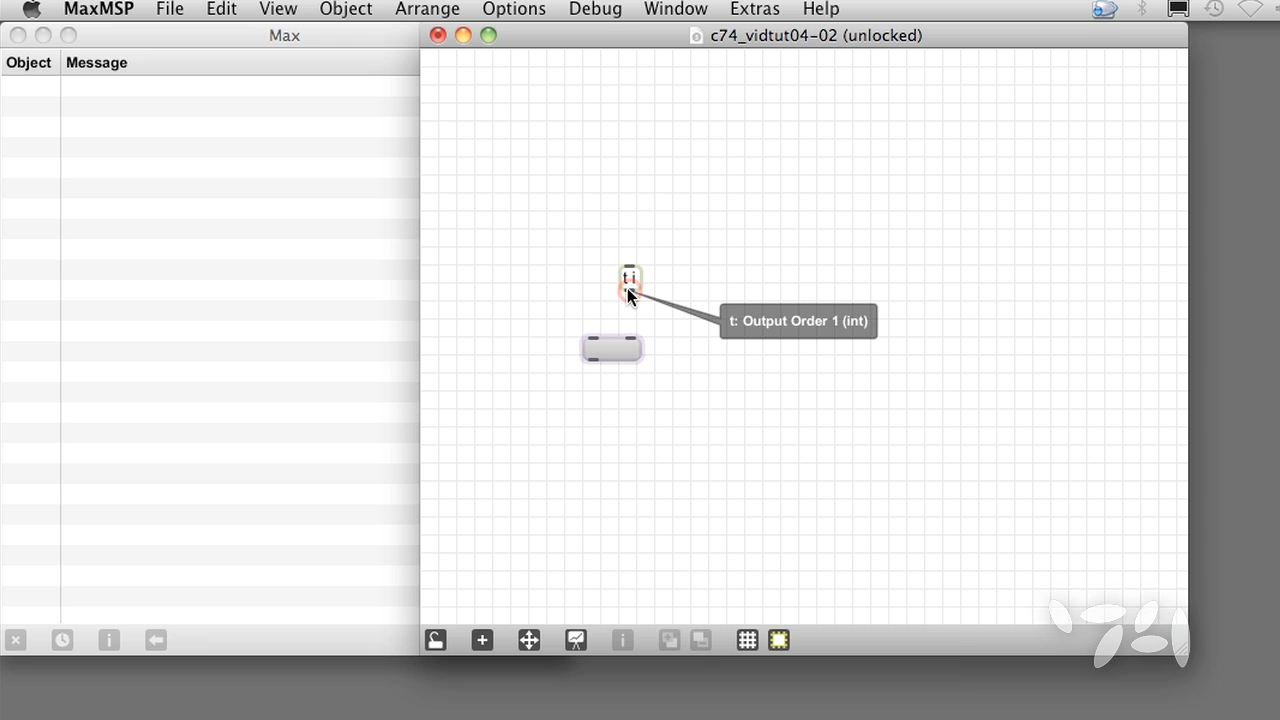 MaxMSP File Edit View Object Arrange Options Debug Window Extras Help
Max
c74_vidtut04-02 (unlocked)
Object Message
t i
t: Output Order 1 (int)